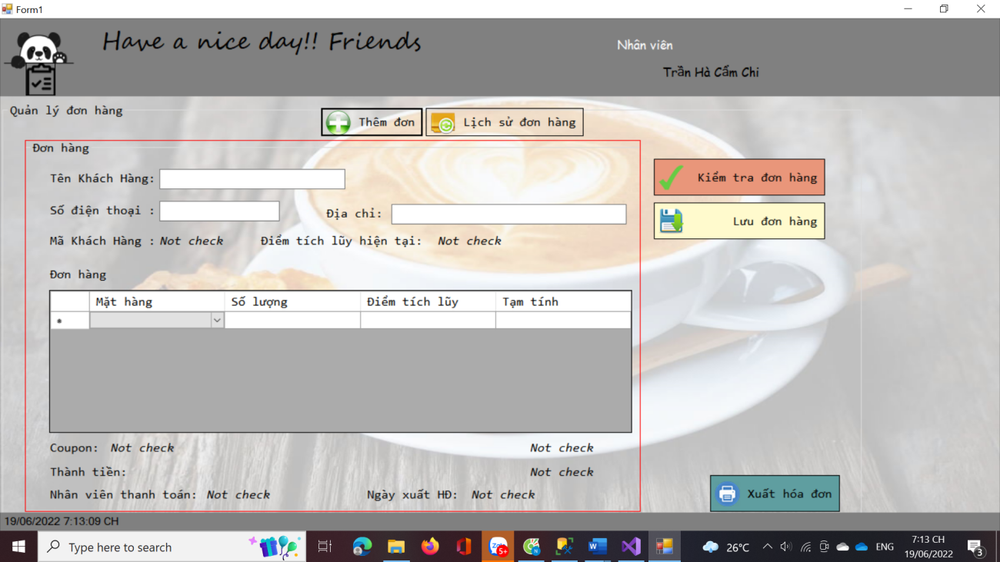 Form1
Have a nice day!! Friends
Nhân viên
Trần Hà Cẩm Chi
Quản lý đơn hàng
Thêm đơn
Lịch sử đơn hàng
Đơn hàng
Tên Khách Hàng:
Kiểm tra đơn hàng
Số điện thoại :
Địa chỉ:
Lưu đơn hàng
Mã Khách Hàng : Not check
Điểm tích lũy hiện tại: Not check
Đơn hàng
Mặt hàng Số lượng Điểm tích lũy Tạm tính
Coupon: Not check Not check
Thành tiền: Not check
Nhân viên thanh toán: Not check Ngày xuất HĐ: Not check
Xuất hóa đơn
19/06/2022 7:13:09 CH
Type here to search
Zalo
5+
N
W
26°C
ENG
7:13 CH
19/06/2022
3